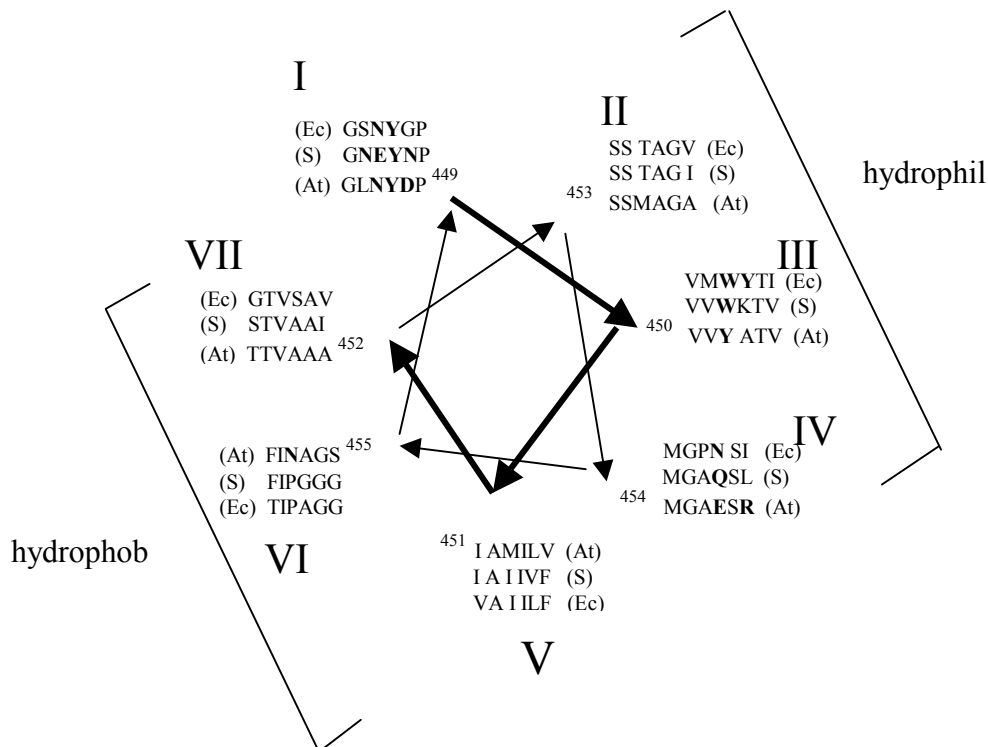 I
(Ec) GSNYGP
(S) GNEYNP
(At) GLNYDP 449
II
SS TAGV (Ec)
SS TAG I (S)
453 SSMAGA (At)
hydrophil
III
VMWYTI (Ec)
VVWKTV (S)
450 VVY ATV (At)
VII
(Ec) GTVSAV
(S) STVAAI
(At) TTVAAA 452
IV
MGPN SI (Ec)
MGAQSL (S)
454 MGAESR (At)
(At) FINAGS 455
(S) FIPGGG
(Ec) TIPAGG
VI
hydrophob
451 I AMILV (At)
I A I IVF (S)
VA I ILF (Ec)
V